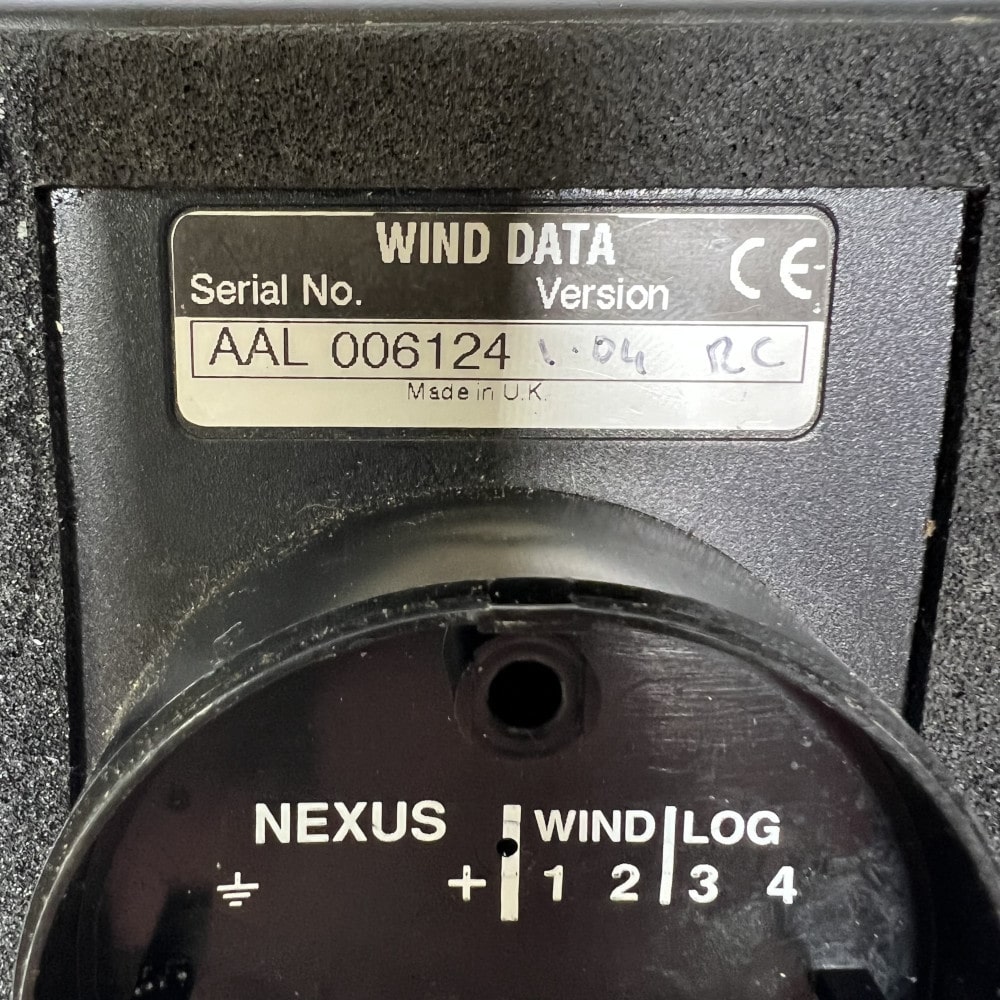 WIND DATA
Serial No. Version CE
AAL 006124 1.04 RC
Made in U.K.
NEXUS WIND LOG
+ 1 2 3 4